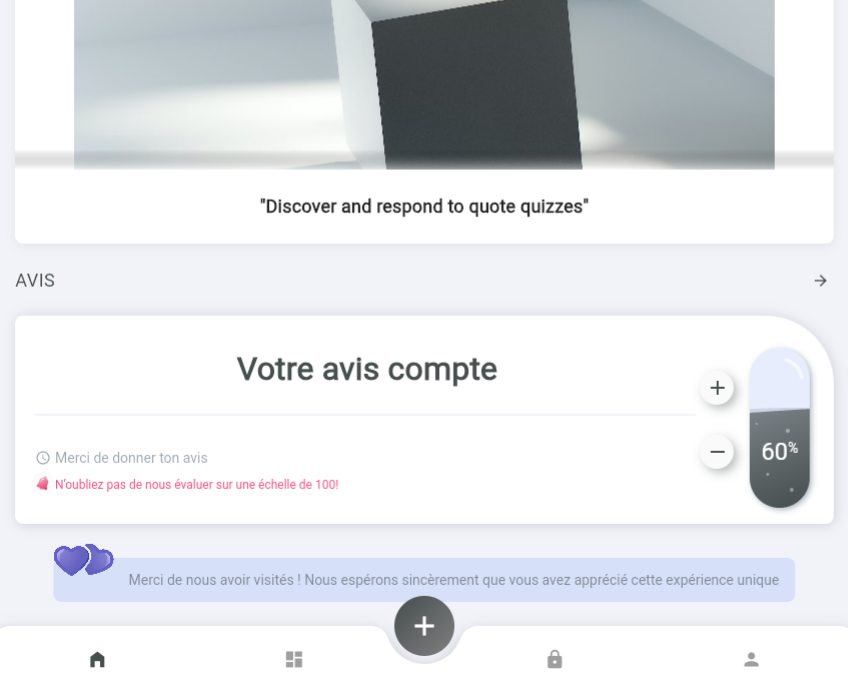 "Discover and respond to quote quizzes"
AVIS
Votre avis compte
Merci de donner ton avis
N'oubliez pas de nous évaluer sur une échelle de 100!
60%
Merci de nous avoir visités ! Nous espérons sincèrement que vous avez apprécié cette expérience unique